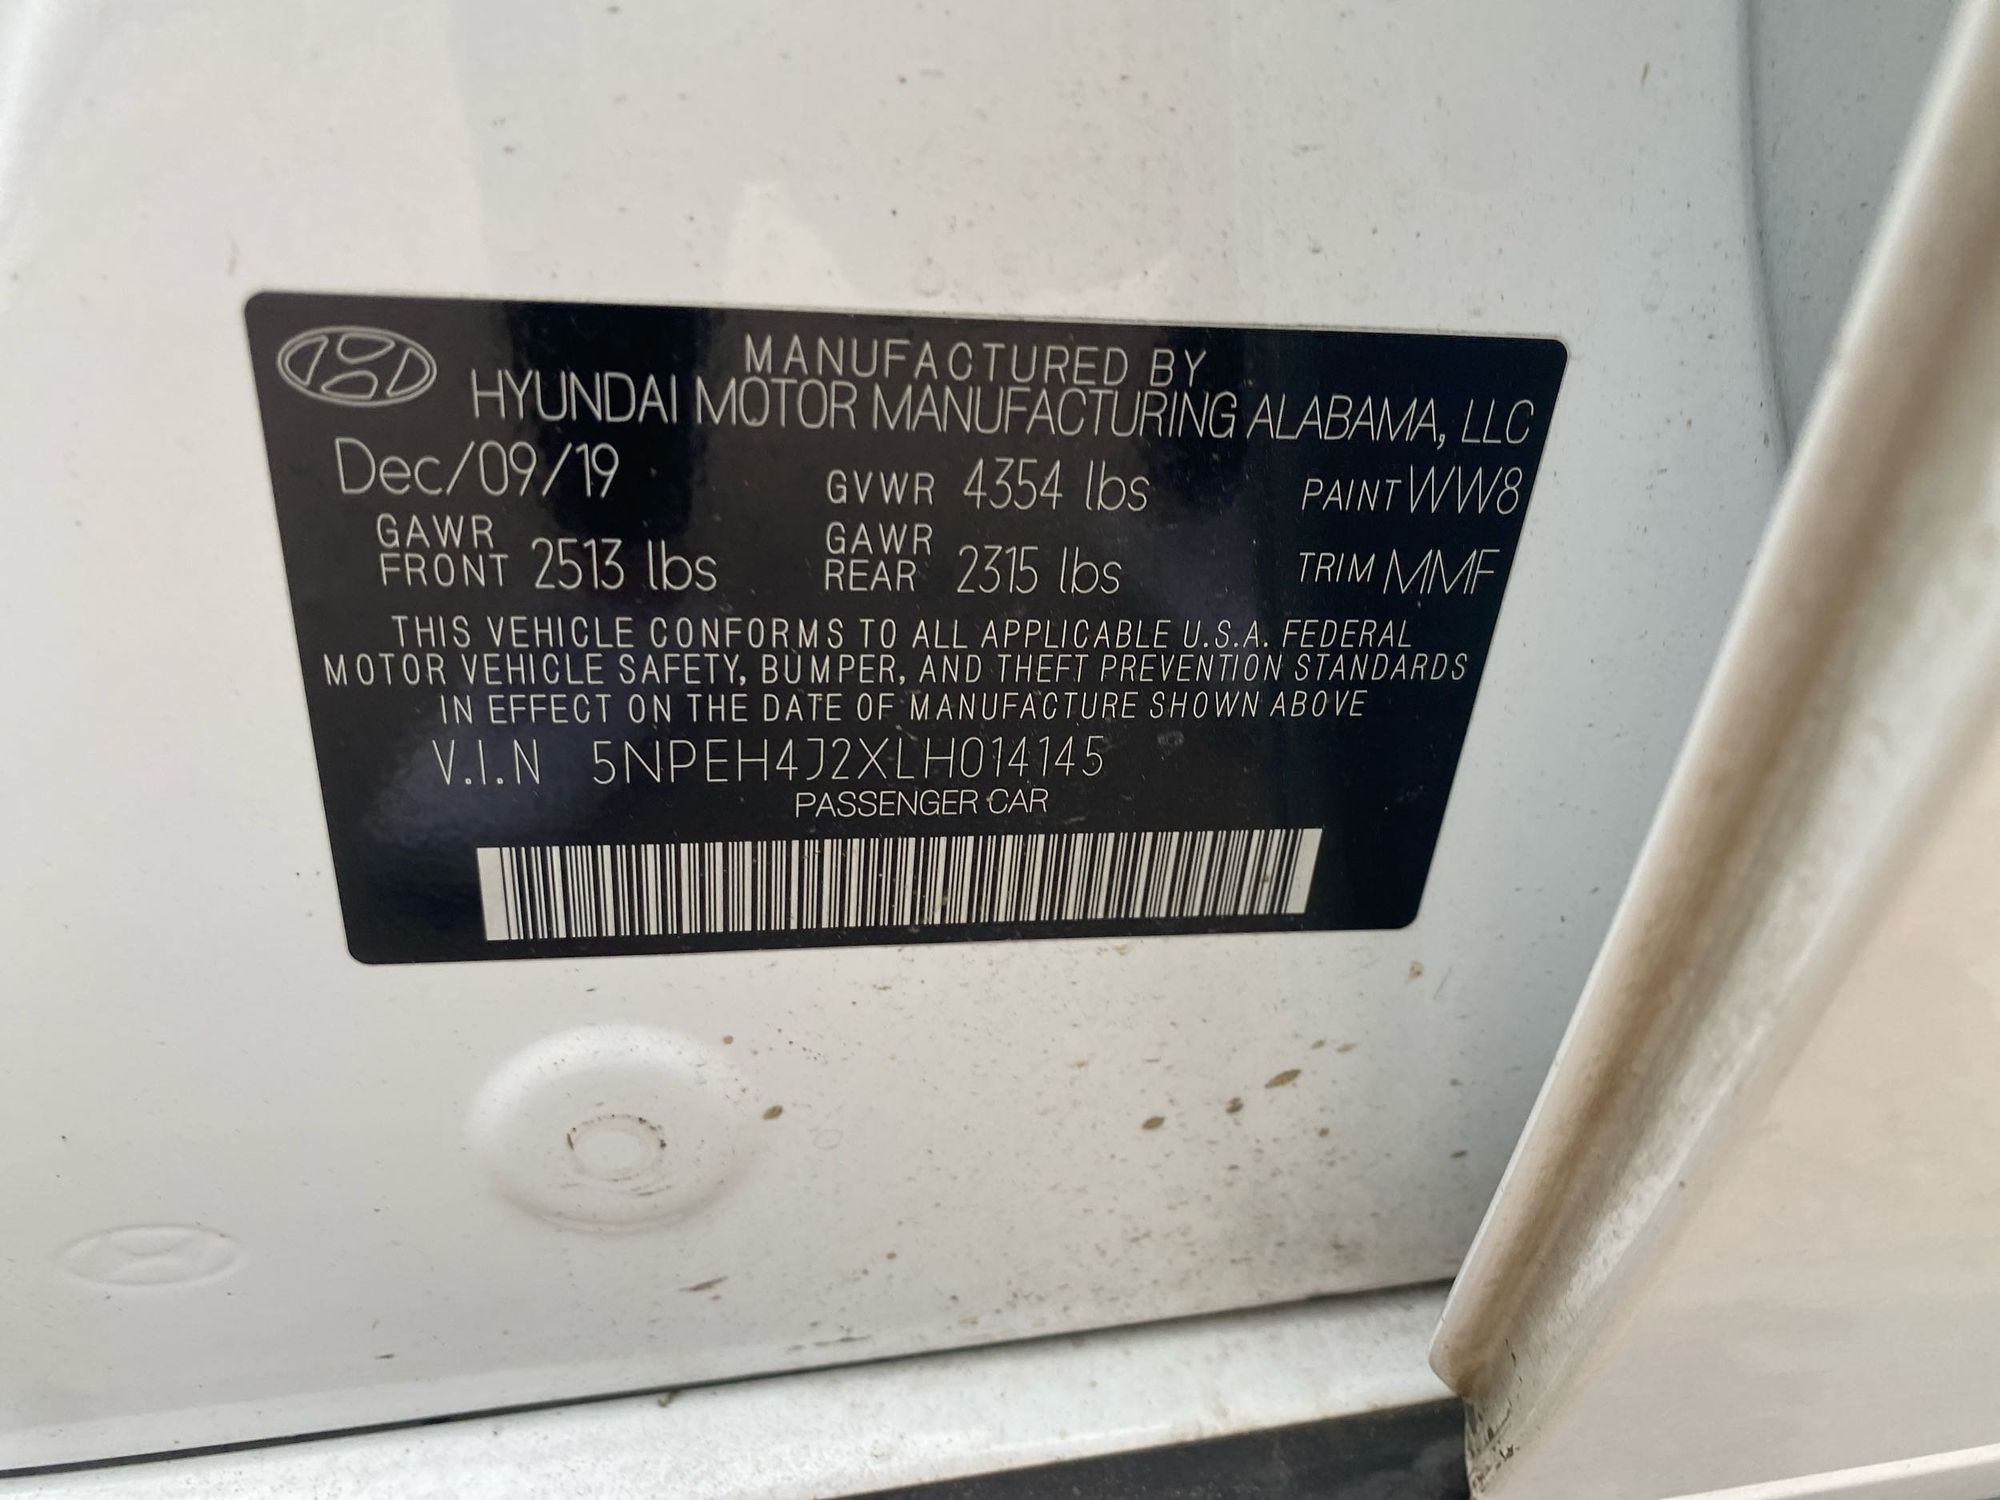 MANUFACTURED BY
HYUNDAI MOTOR MANUFACTURING ALABAMA, LLC
Dec/09/19 GVWR 4354 lbs PAINT WW8
GAWR FRONT 2513 lbs GAWR REAR 2315 lbs TRIM MMF
THIS VEHICLE CONFORMS TO ALL APPLICABLE U.S.A. FEDERAL
MOTOR VEHICLE SAFETY, BUMPER, AND THEFT PREVENTION STANDARDS
IN EFFECT ON THE DATE OF MANUFACTURE SHOWN ABOVE
V.I.N 5NPEH4J2XLH014145
PASSENGER CAR